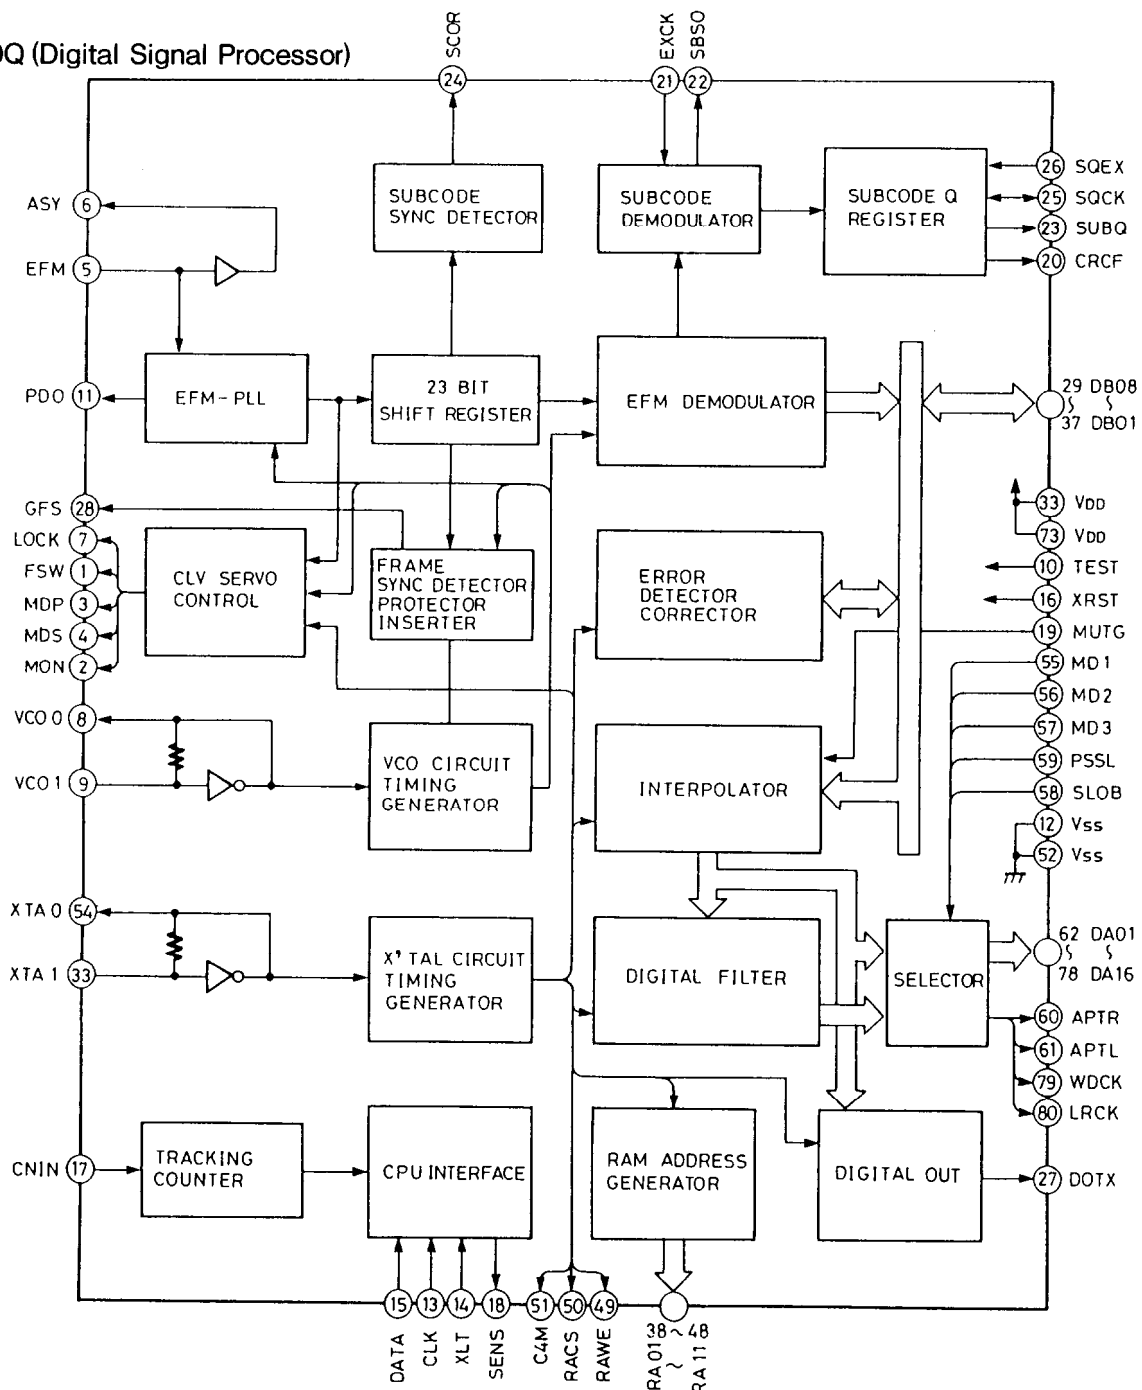 Q (Digital Signal Processor)
SCOR
24
EXCK
21
SBSO
22
ASY 6
EFM 5
SUBCODE
SYNC DETECTOR
SUBCODE
DEMODULATOR
SUBCODE Q
REGISTER
26 SQEX
25 SQCK
23 SUBQ
20 CRCF
PDO 11
EFM-PLL
23 BIT
SHIFT REGISTER
EFM DEMODULATOR
29 DB08
~ ~
37 DB01
GFS 28
LOCK 7
FSW 1
MDP 3
MDS 4
MON 2
CLV SERVO
CONTROL
FRAME
SYNC DETECTOR
PROTECTOR
INSERTER
ERROR
DETECTOR
CORRECTOR
33 VDD
73 VDD
10 TEST
16 XRST
19 MUTG
55 MD1
56 MD2
57 MD3
59 PSSL
58 SLOB
12 Vss
52 Vss
VCO 0 8
VCO 1 9
VCO CIRCUIT
TIMING
GENERATOR
INTERPOLATOR
XTA 0 54
XTA 1 33
X'TAL CIRCUIT
TIMING
GENERATOR
DIGITAL FILTER
SELECTOR
62 DA01
~ ~
78 DA16
60 APTR
61 APTL
79 WDCK
80 LRCK
CNIN 17
TRACKING
COUNTER
CPU INTERFACE
RAM ADDRESS
GENERATOR
DIGITAL OUT
27 DOTX
15 13 14 18 51 50 49
DATA
CLK
XLT
SENS
C4M
RACS
RAWE
38 ~ 48
RA01 ~ RA11